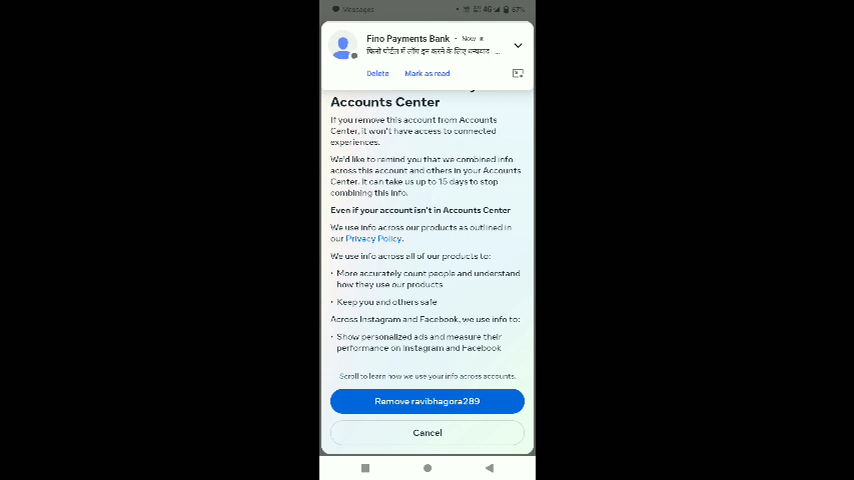 Messages
4G 67%
Fino Payments Bank • Now
फिनो पोर्टल में लॉग इन करने के लिए धन्यवाद - ...
Delete Mark as read
Accounts Center
If you remove this account from Accounts
Center, it won't have access to connected
experiences.
We'd like to remind you that we combined info
across this account and others in your Accounts
Center. It can take us up to 15 days to stop
combining this info.
Even if your account isn't in Accounts Center
We use info across our products as outlined in
our Privacy Policy.
We use info across all of our products to:
• More accurately count people and understand
how they use our products
• Keep you and others safe
Across Instagram and Facebook, we use info to:
• Show personalized ads and measure their
performance on Instagram and Facebook
Scroll to learn how we use your info across accounts.
Remove ravibhagora289
Cancel